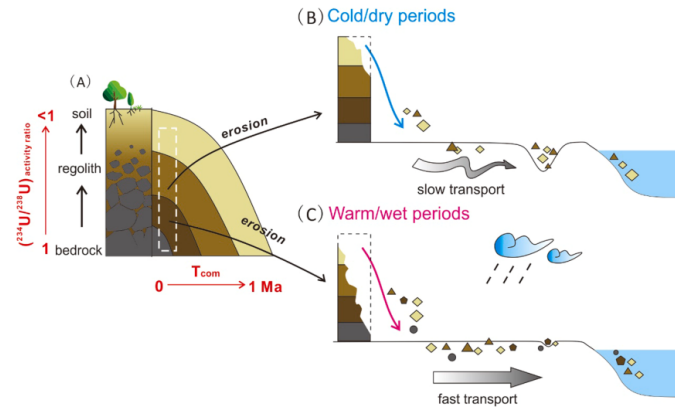 (A)
soil
regolith
bedrock
<1
1
(²³⁴U/²³⁸U) activity ratio
Tcom
0
1 Ma
erosion
erosion
(B) Cold/dry periods
slow transport
(C) Warm/wet periods
fast transport